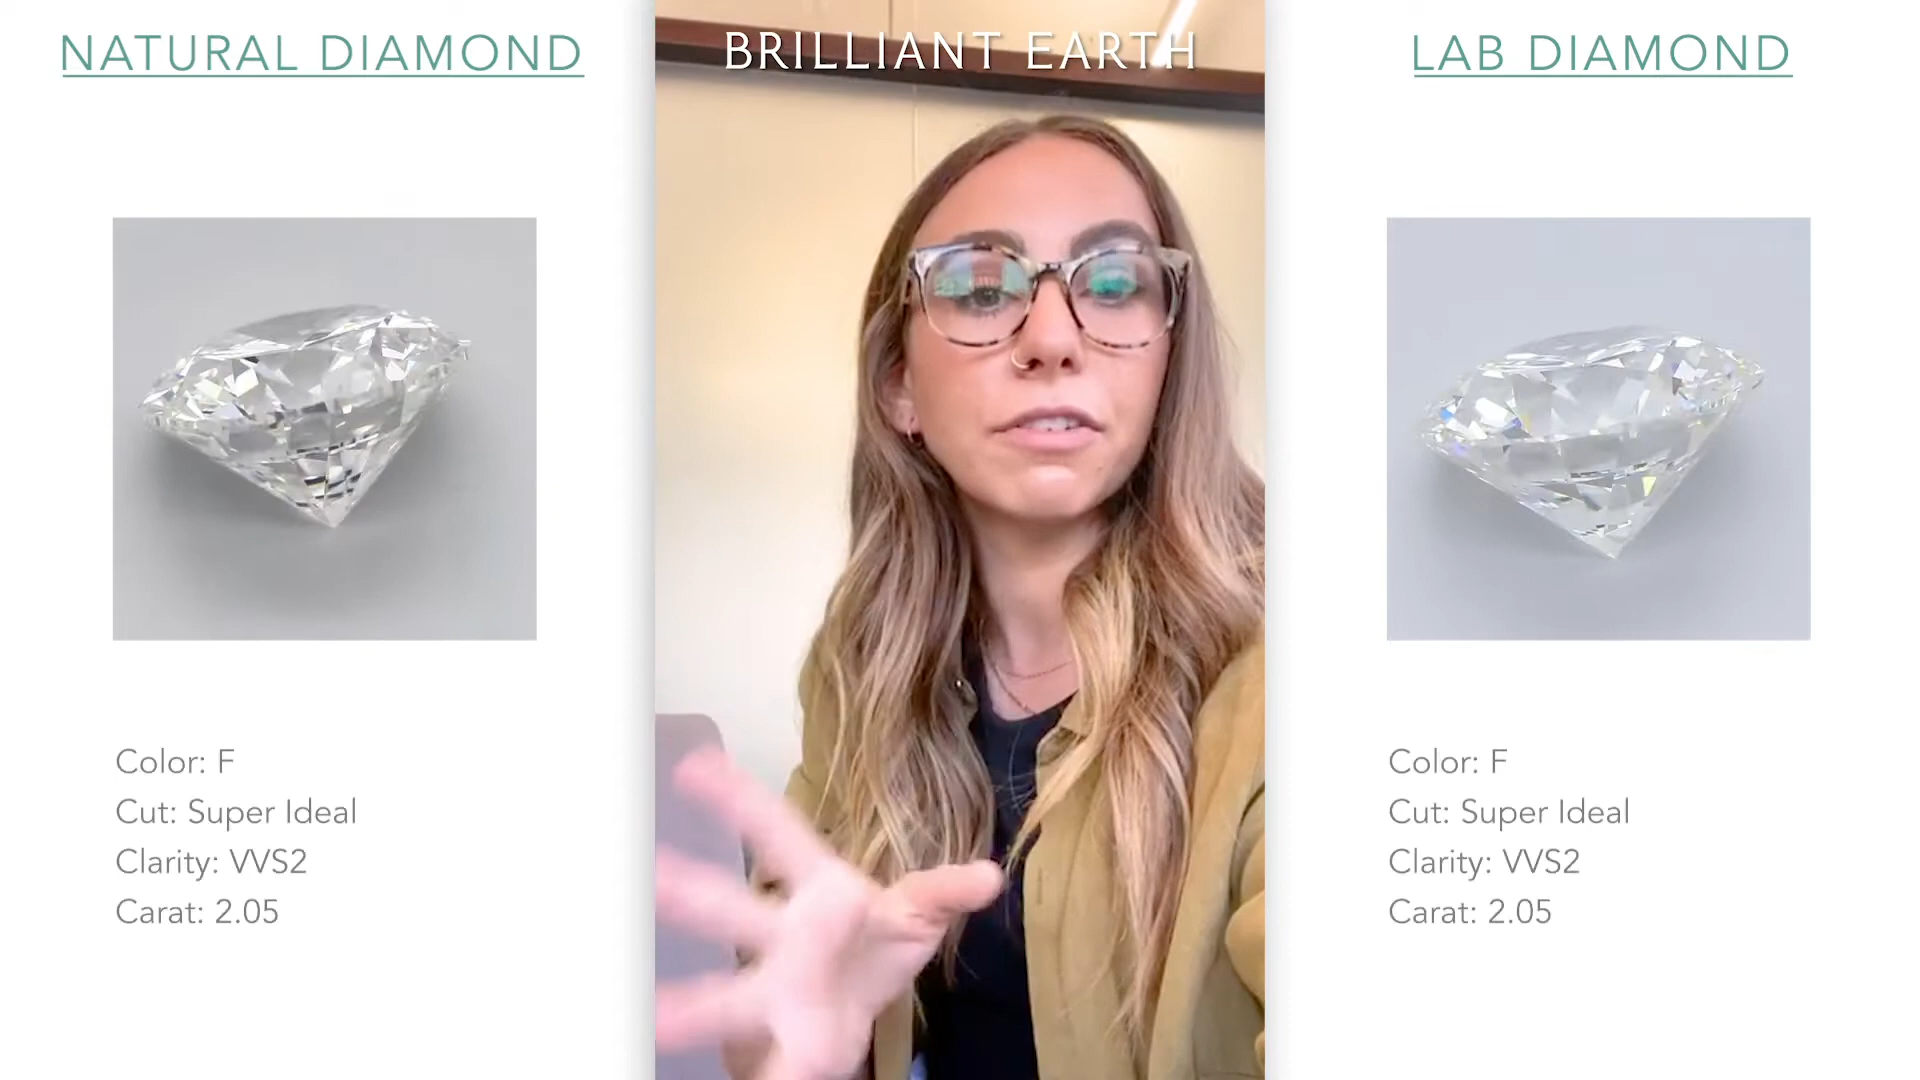 NATURAL DIAMOND
Color: F
Cut: Super Ideal
Clarity: VVS2
Carat: 2.05
BRILLIANT EARTH
LAB DIAMOND
Color: F
Cut: Super Ideal
Clarity: VVS2
Carat: 2.05